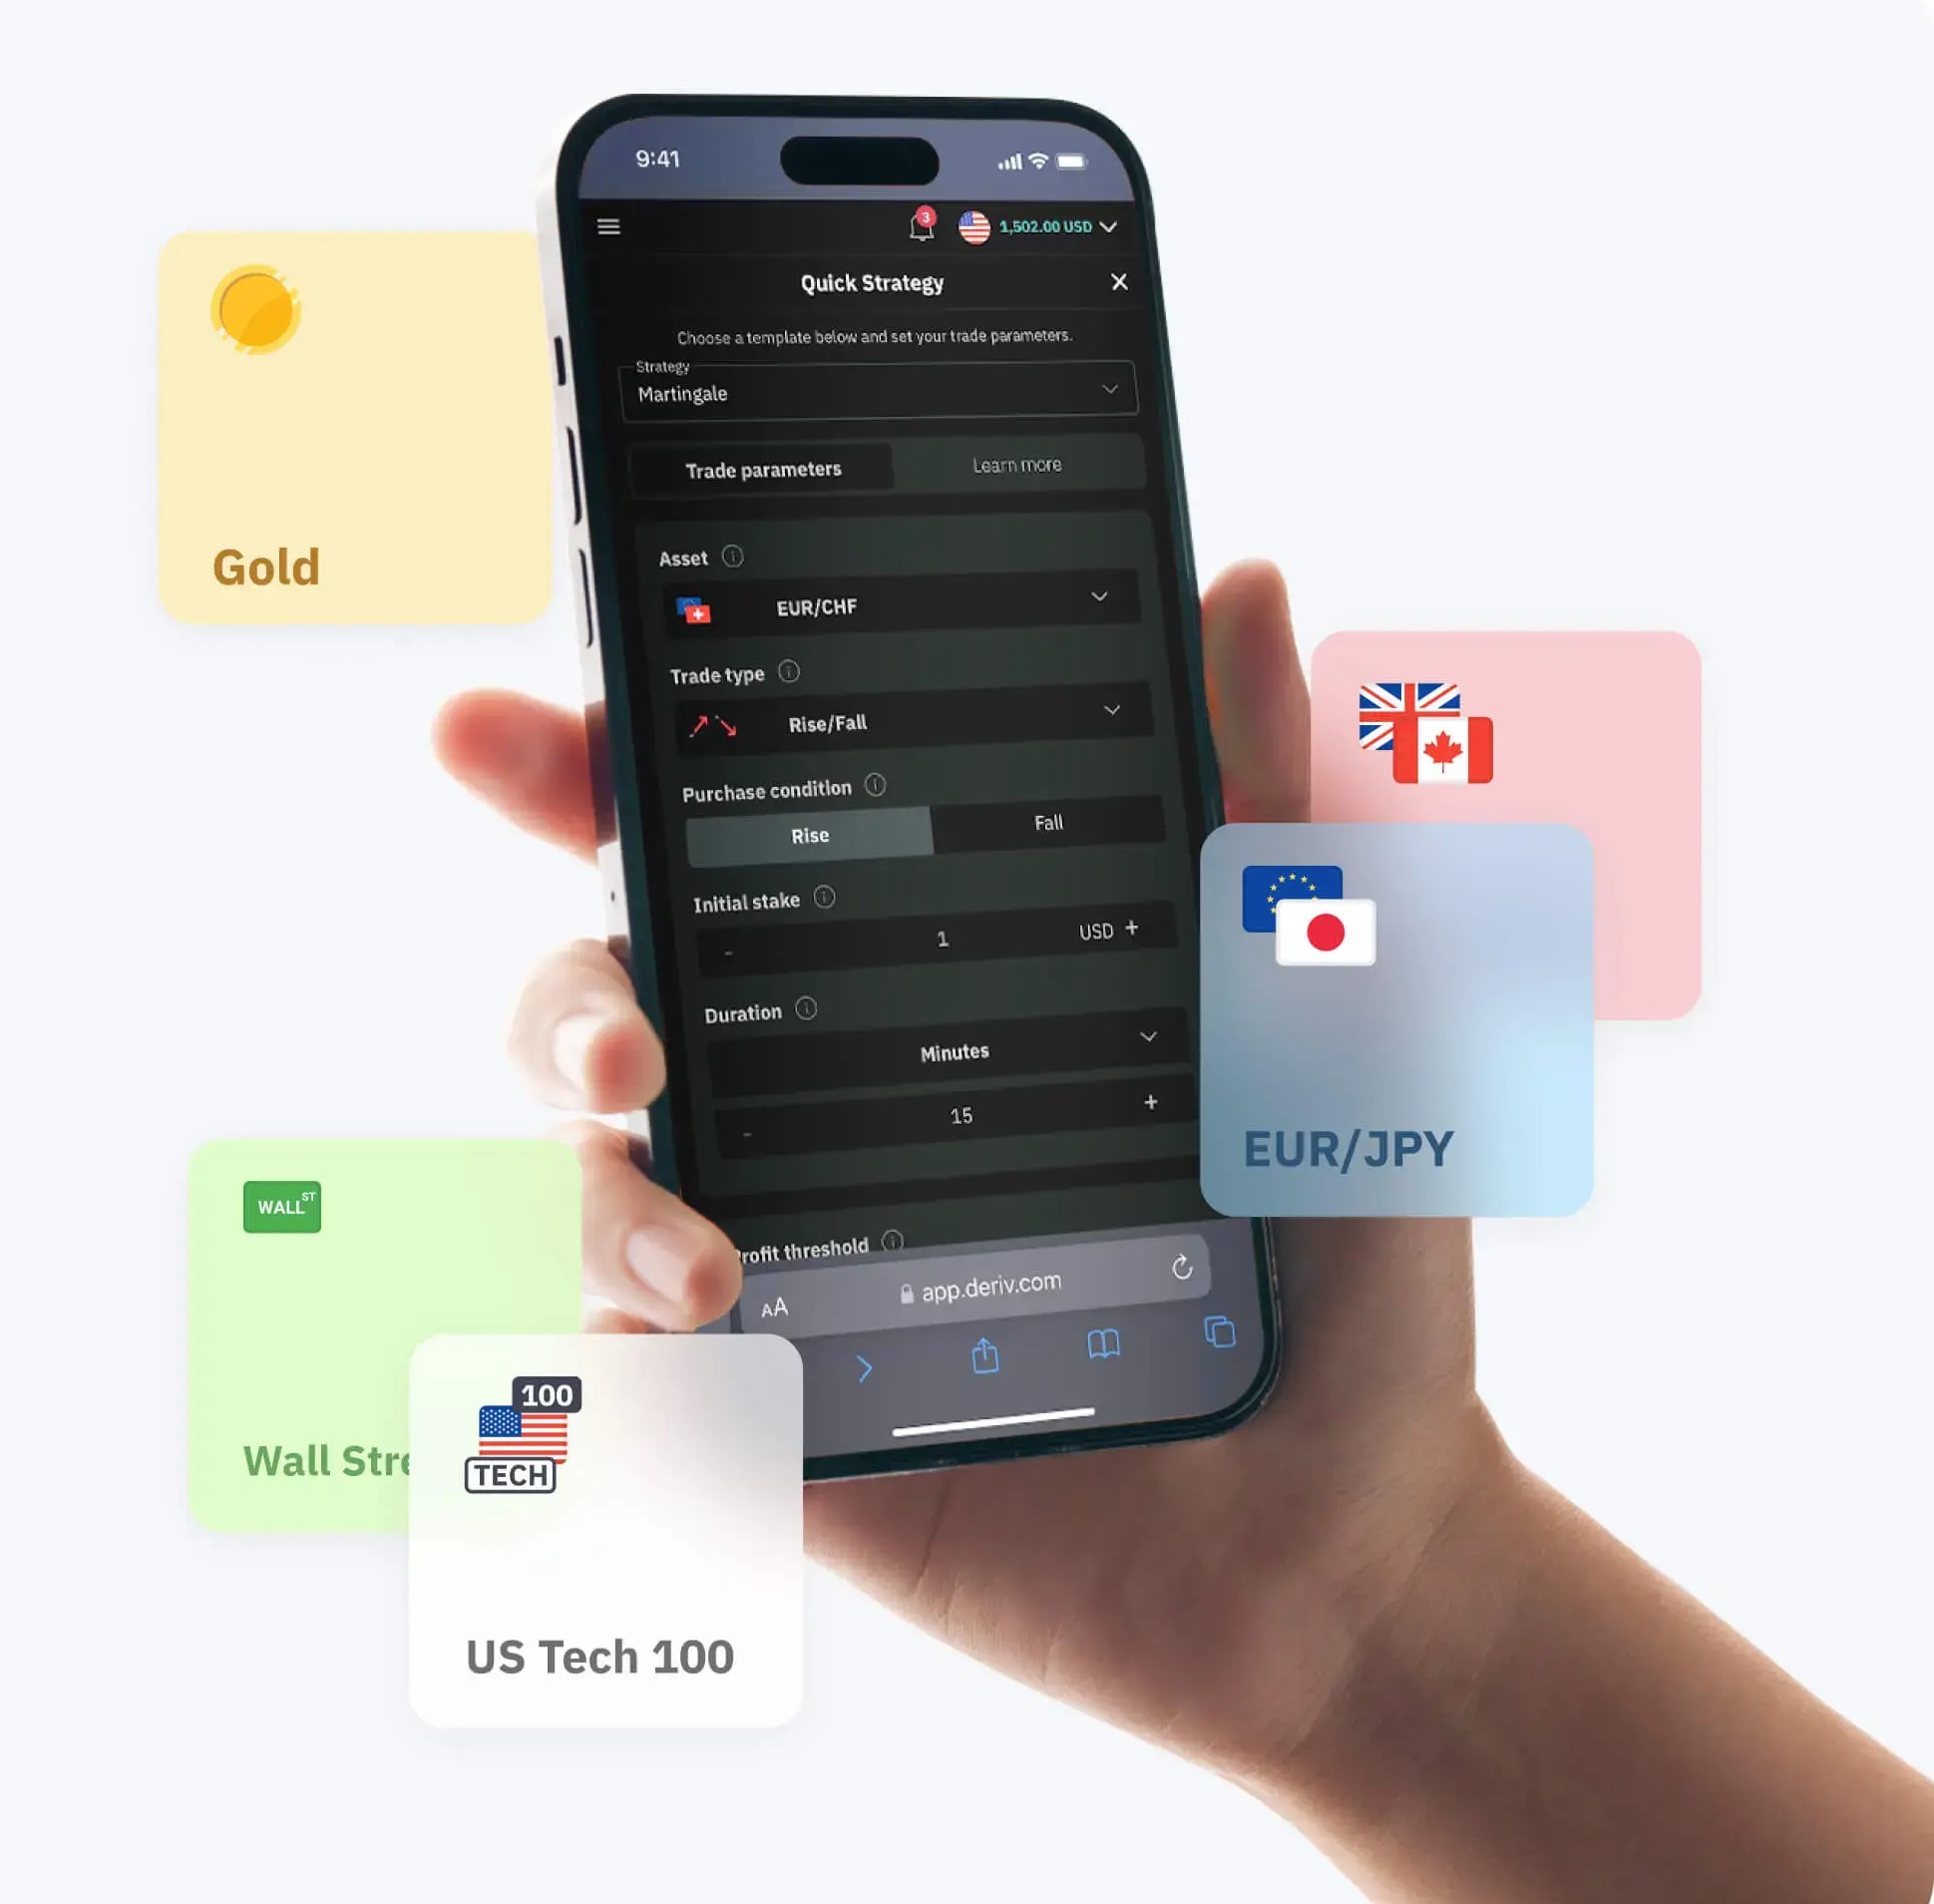 9:41
3
1,502.00 USD
Quick Strategy
Choose a template below and set your trade parameters.
Strategy
Martingale
Trade parameters
Learn more
Asset
EUR/CHF
Trade type
Rise/Fall
Purchase condition
Rise
Fall
Initial stake
- 1 USD +
Duration
Minutes
- 15 +
rofit threshold
AA app.deriv.com
Gold
EUR/JPY
WALL ST
Wall Stre
100
TECH
US Tech 100